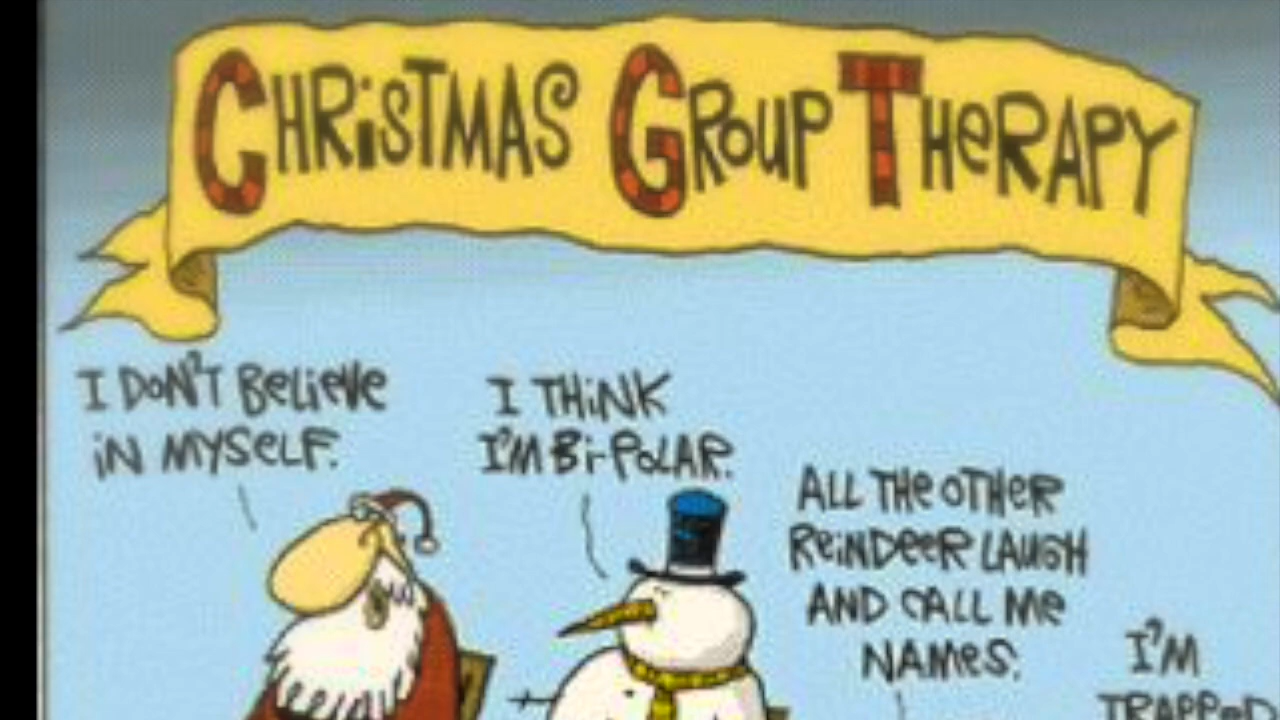 CHRiSTMAS GROUP THeRAPY
I DON'T BeLieVe
iN MYSeLF.
I THiNK
I'M Bi-POLAR.
ALL THe OTHeR
ReiNDeeR LAUGH
AND CALL Me
NAMeS.
I'M
TRAPPeD